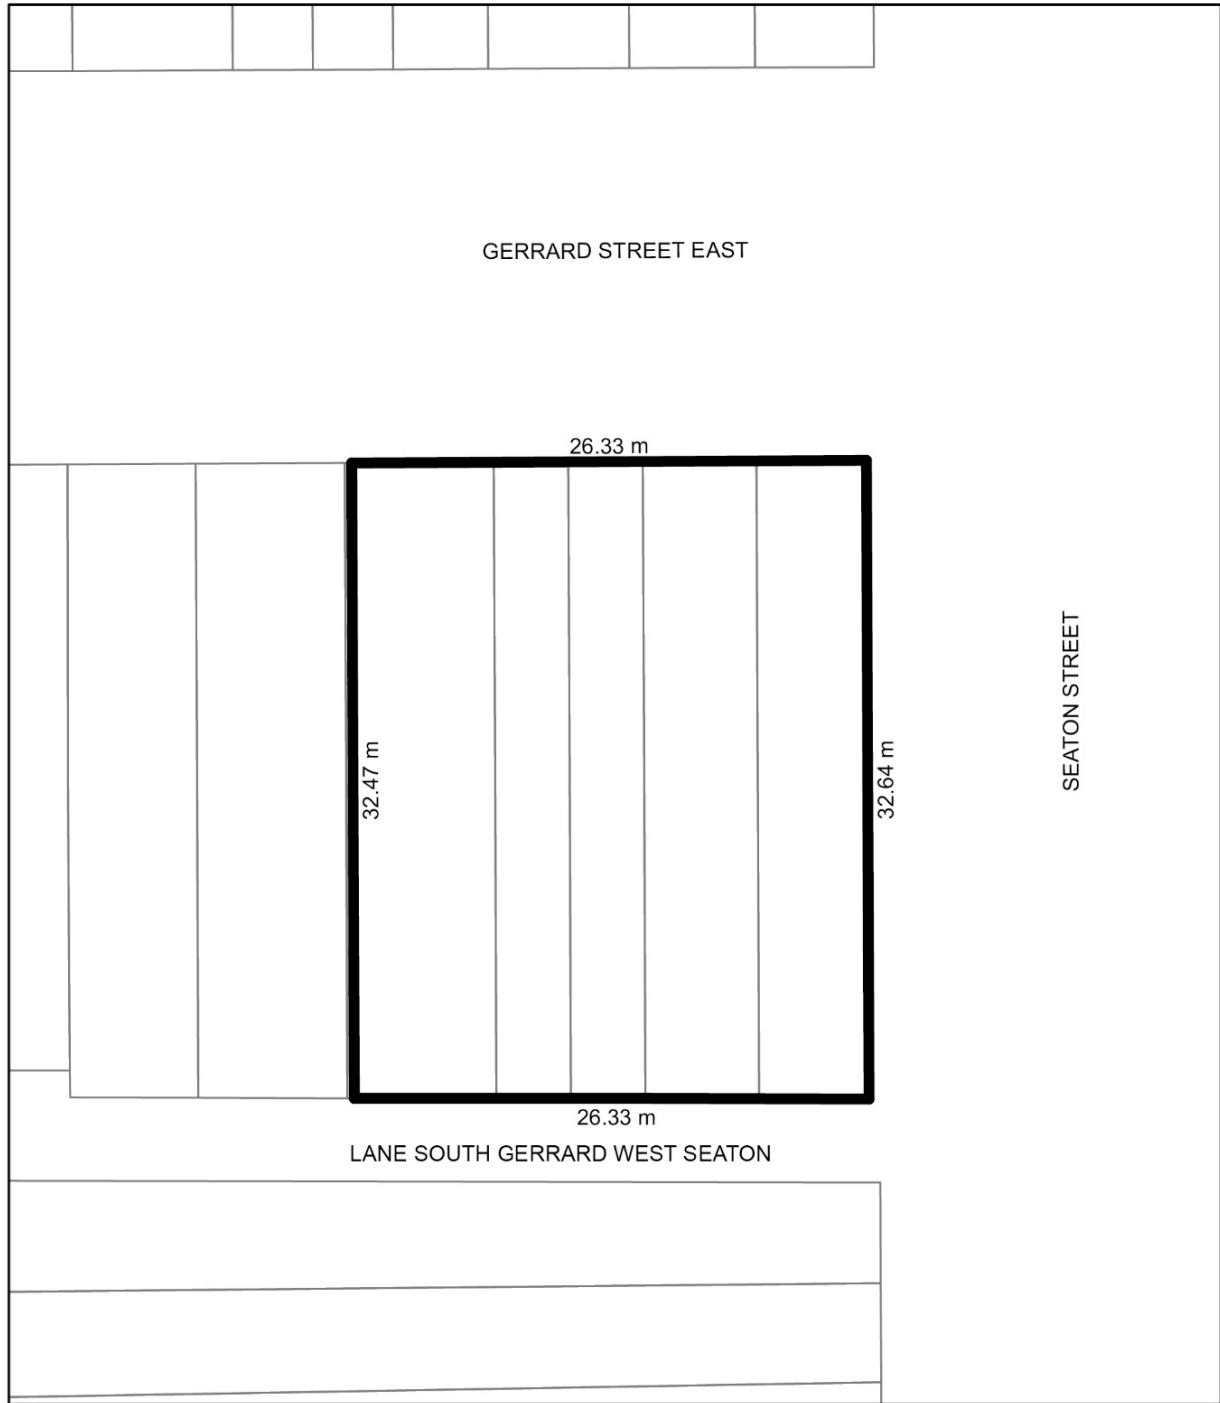 GERRARD STREET EAST
26.33 m
SEATON STREET
32.47 m
32.64 m
26.33 m
LANE SOUTH GERRARD WEST SEATON